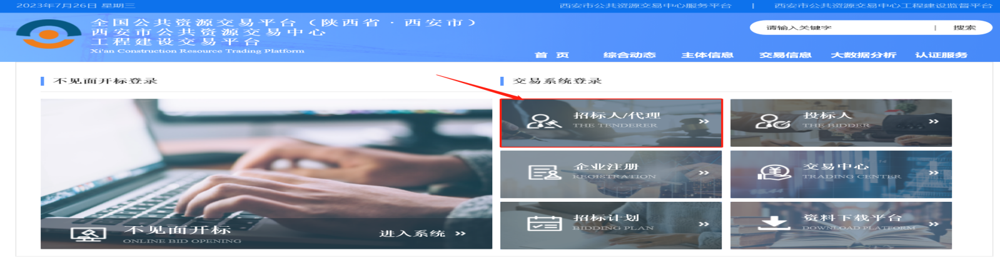 2023年7月26日 星期三
西安市公共资源交易中心服务平台 | 西安市公共资源交易中心工程建设监督平台
全国公共资源交易平台（陕西省·西安市）
西安市公共资源交易中心
工程建设交易平台
Xi'an Construction Resource Trading Platform
请输入关键字 | 搜索
首 页 综合动态 主体信息 交易信息 大数据分析 认证服务
不见面开标登录
不见面开标
ONLINE BID OPENING
进入系统 »
交易系统登录
招标人/代理 »
THE TENDERER
投标人 »
THE BIDDER
企业注册 »
REGISTRATION
交易中心 »
TRADING CENTER
招标计划 »
BIDDING PLAN
资料下载平台 »
DOWNLOAD PLATFORM